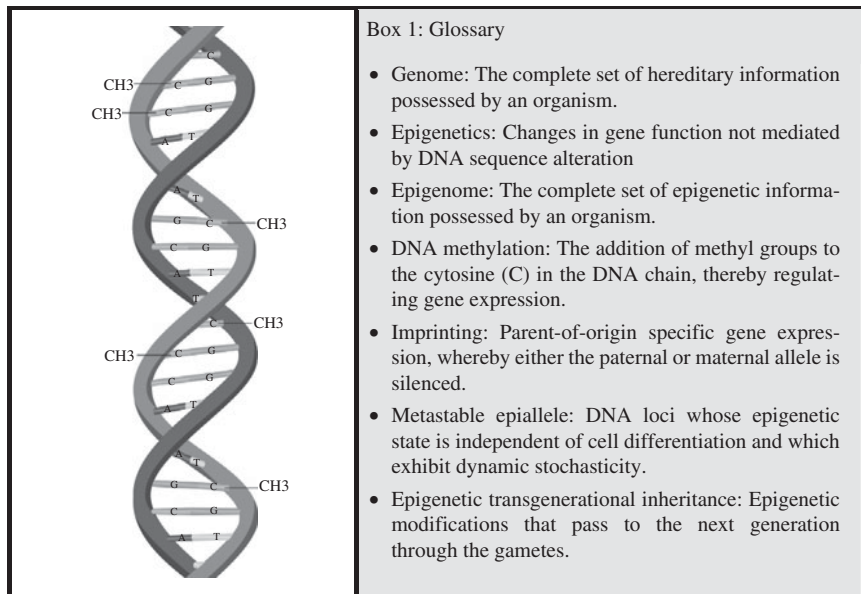 C
CH3 C G
CH3 C G
A T
A T
G C CH3
C G
A T
T
C CH3
CH3 C G
C G
A T
A T
G C CH3
C G
A T
Box 1: Glossary
• Genome: The complete set of hereditary information
possessed by an organism.
• Epigenetics: Changes in gene function not mediated
by DNA sequence alteration
• Epigenome: The complete set of epigenetic informa-
tion possessed by an organism.
• DNA methylation: The addition of methyl groups to
the cytosine (C) in the DNA chain, thereby regulat-
ing gene expression.
• Imprinting: Parent-of-origin specific gene expres-
sion, whereby either the paternal or maternal allele is
silenced.
• Metastable epiallele: DNA loci whose epigenetic
state is independent of cell differentiation and which
exhibit dynamic stochasticity.
• Epigenetic transgenerational inheritance: Epigenetic
modifications that pass to the next generation
through the gametes.